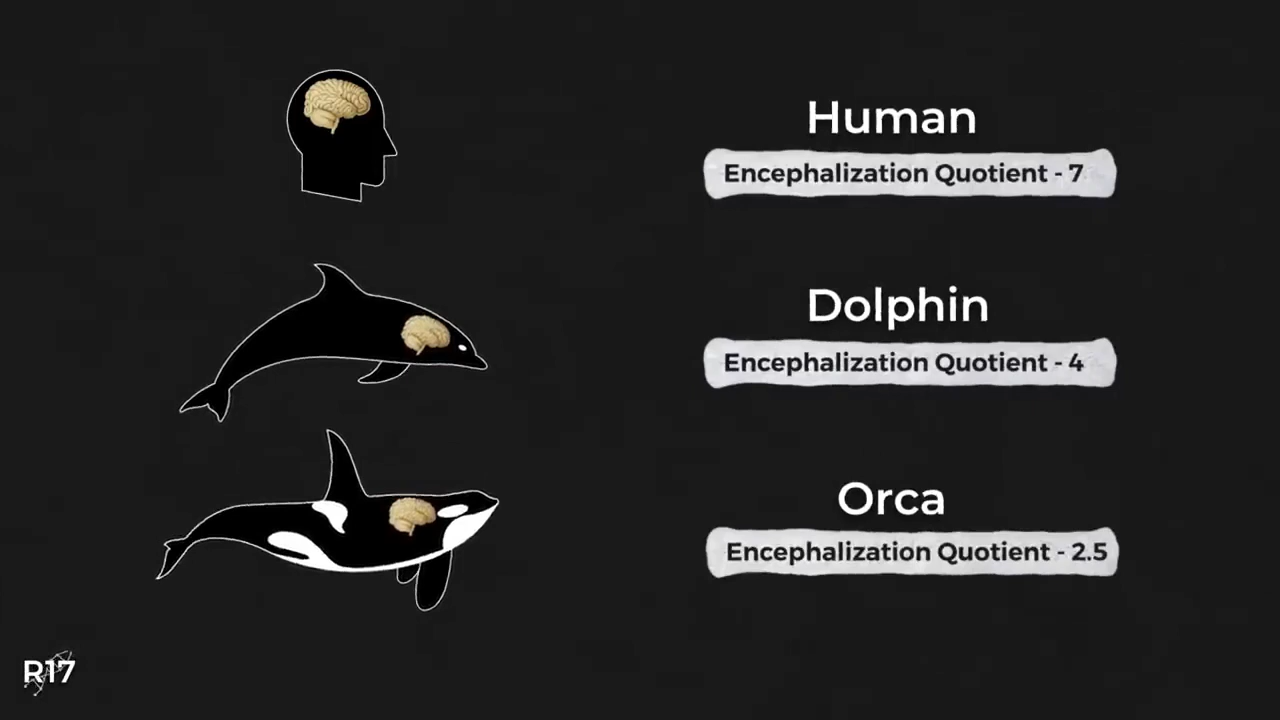 Human
Encephalization Quotient - 7
Dolphin
Encephalization Quotient - 4
Orca
Encephalization Quotient - 2.5
R17